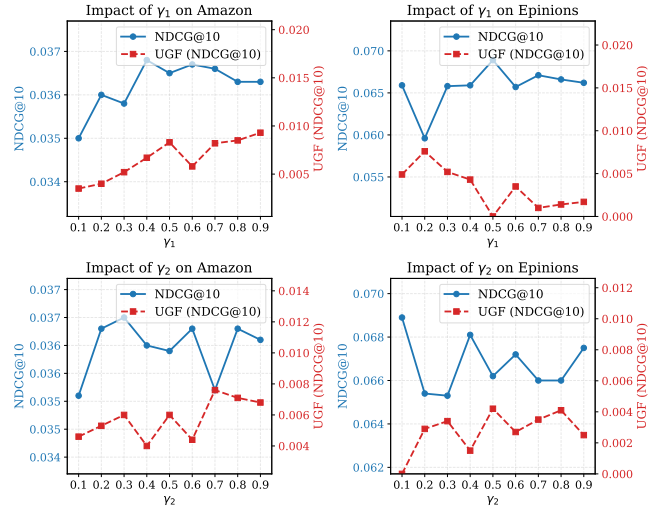 Impact of γ1 on Amazon
NDCG@10
0.037
0.036
0.035
0.034
NDCG@10
UGF (NDCG@10)
0.020
0.015
0.010
0.005
UGF (NDCG@10)
0.1 0.2 0.3 0.4 0.5 0.6 0.7 0.8 0.9
γ1
Impact of γ1 on Epinions
NDCG@10
0.070
0.065
0.060
0.055
NDCG@10
UGF (NDCG@10)
0.020
0.015
0.010
0.005
0.000
UGF (NDCG@10)
0.1 0.2 0.3 0.4 0.5 0.6 0.7 0.8 0.9
γ1
Impact of γ2 on Amazon
NDCG@10
0.037
0.037
0.036
0.035
0.035
0.034
NDCG@10
UGF (NDCG@10)
0.014
0.012
0.010
0.008
0.006
0.004
UGF (NDCG@10)
0.1 0.2 0.3 0.4 0.5 0.6 0.7 0.8 0.9
γ2
Impact of γ2 on Epinions
NDCG@10
0.070
0.068
0.066
0.064
0.062
NDCG@10
UGF (NDCG@10)
0.012
0.010
0.008
0.006
0.004
0.002
0.000
UGF (NDCG@10)
0.1 0.2 0.3 0.4 0.5 0.6 0.7 0.8 0.9
γ2